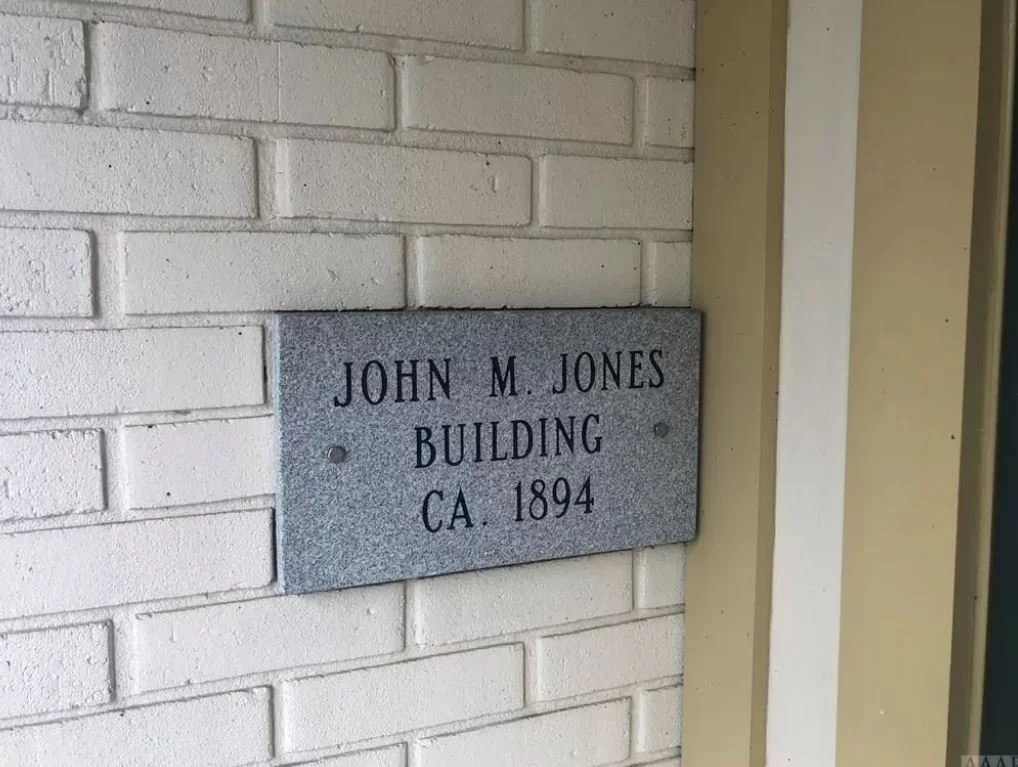 JOHN M. JONES
BUILDING
CA. 1894